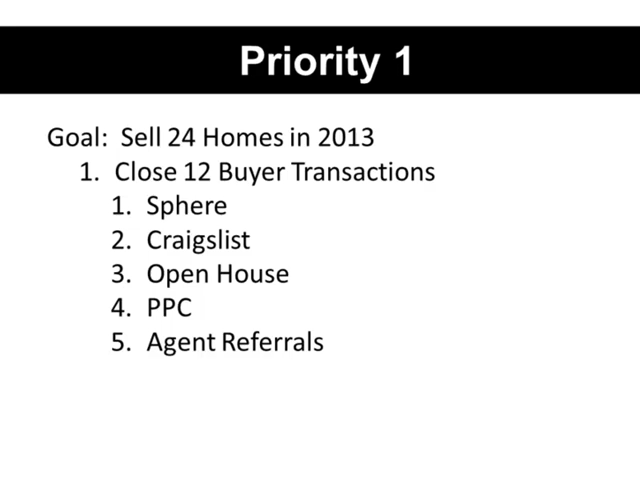 Priority 1
Goal: Sell 24 Homes in 2013
1. Close 12 Buyer Transactions
1. Sphere
2. Craigslist
3. Open House
4. PPC
5. Agent Referrals